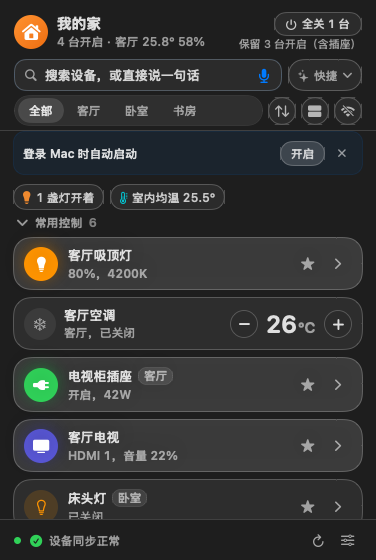 我的家
全关 1 台
4 台开启 · 客厅 25.8° 58%
保留 3 台开启（含插座）
搜索设备，或直接说一句话
快捷
全部 客厅 卧室 书房
登录 Mac 时自动启动
开启
1 盏灯开着
室内均温 25.5°
常用控制 6
客厅吸顶灯
80%，4200K
客厅空调
客厅，已关闭
26°C
电视柜插座 客厅
开启，42W
客厅电视
HDMI 1，音量 22%
床头灯 卧室
已关闭
设备同步正常